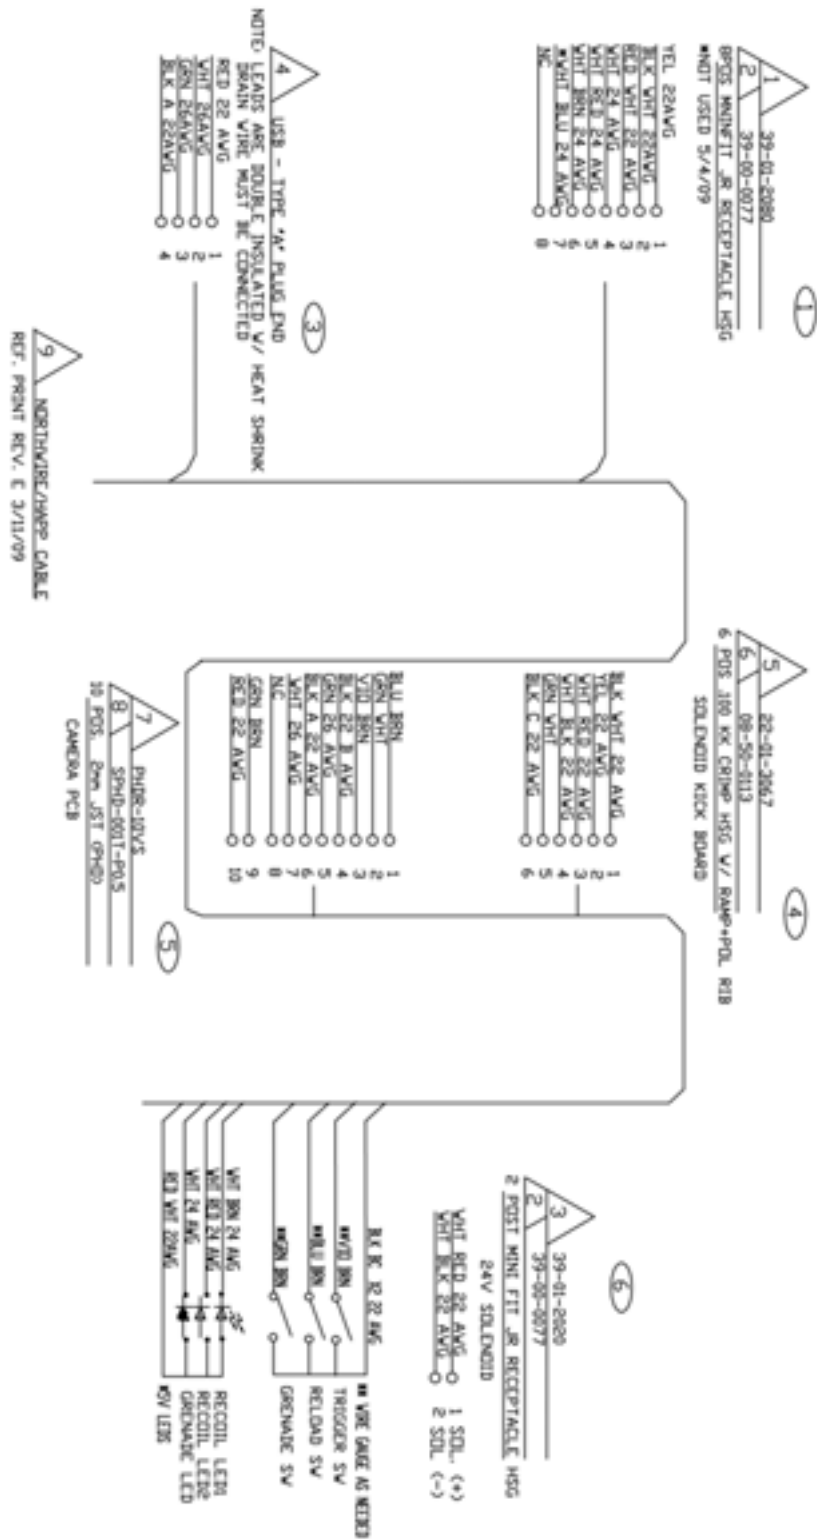 1
1 39-01-2080
2 39-00-0077
8POS MNINFIT JR RECEPTACLE HSG
*NOT USED 5/4/09
YEL 22AWG 1
BLK WHT 22AWG 2
RED WHT 22 AWG 3
WHT 24 AWG 4
WHT RED 24 AWG 5
WHT BRN 24 AWG 6
*WHT BLU 24 AWG 7
NC 8
3
4 USB - TYPE "A" PLUG END
NOTE: LEADS ARE DOUBLE INSULATED W/ HEAT SHRINK
DRAIN WIRE MUST BE CONNECTED
RED 22 AWG 1
WHT 26AWG 2
GRN 26AWG 3
BLK A 22AWG 4
9 NORTHWIRE/HAPP CABLE
REF. PRINT REV. E 3/11/09
4
5 22-01-3067
6 08-50-0113
6 POS .100 KK CRIMP HSG W/ RAMP+POL RIB
SOLENOID KICK BOARD
BLK WHT 22 AWG 1
YEL 22 AWG 2
WHT RED 22 AWG 3
WHT BLK 22 AWG 4
GRN WHT 5
BLK C 22 AWG 6
BLU BRN 1
GRN WHT 2
VIO BRN 3
BLK 22 B AWG 4
GRN 26 AWG 5
BLK A 22 AWG 6
WHT 26 AWG 7
NC 8
GRN BRN 9
RED 22 AWG 10
5
7 PHDR-10VS
8 SPHD-001T-P0.5
10 POS. 2mm JST (PHD)
CAMERA PCB
6
3 39-01-2020
2 39-00-0077
2 POST MINI FIT JR RECEPTACLE HSG
24V SOLENOID
WHT RED 22 AWG 1 SOL. (+)
WHT BLK 22 AWG 2 SOL (-)
** WIRE GAUGE AS NEEDED
BLK 22 AWG
**VIO BRN TRIGGER SW
**BLU BRN RELOAD SW
**GRN BRN GRENADE SW
WHT BRN 24 AWG RECOIL LED1
WHT RED 24 AWG RECOIL LED2
WHT 24 AWG GRENADE LED
RED WHT 22AWG *5V LEDS